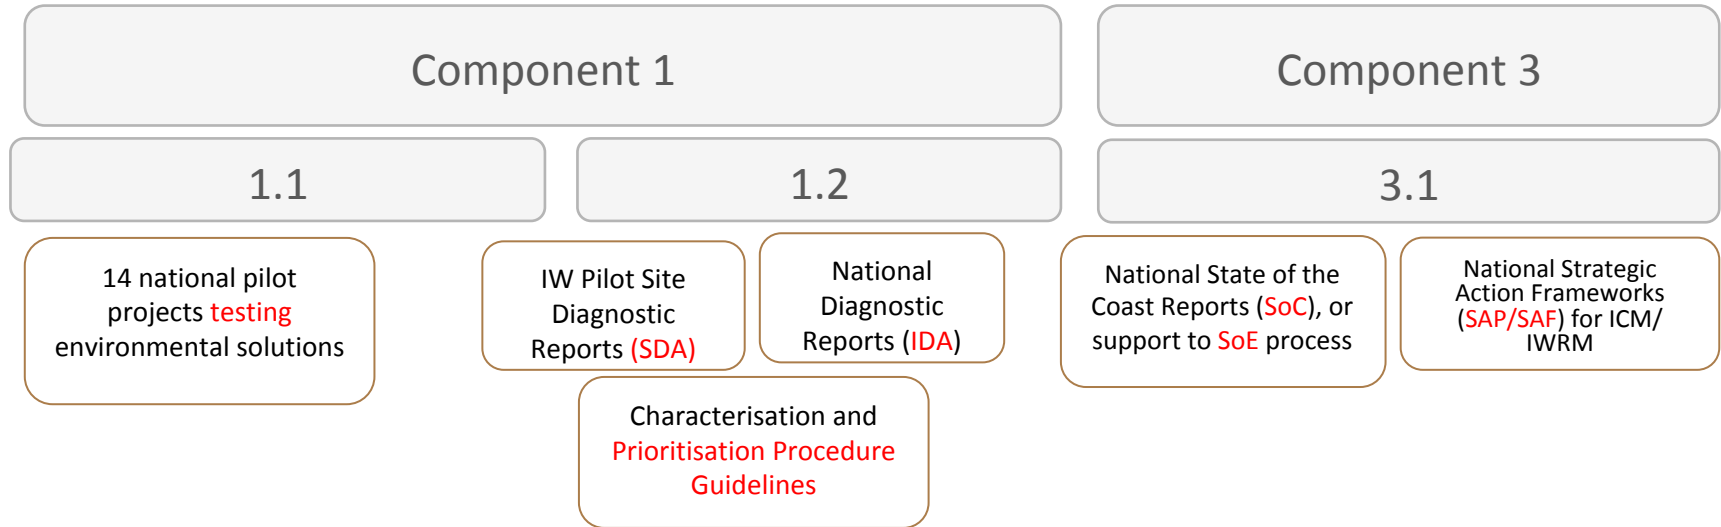 Component 1
Component 3
1.1
1.2
3.1
14 national pilot
projects testing
environmental solutions
IW Pilot Site
Diagnostic
Reports (SDA)
National
Diagnostic
Reports (IDA)
Characterisation and
Prioritisation Procedure
Guidelines
National State of the
Coast Reports (SoC), or
support to SoE process
National Strategic
Action Frameworks
(SAP/SAF) for ICM/
IWRM